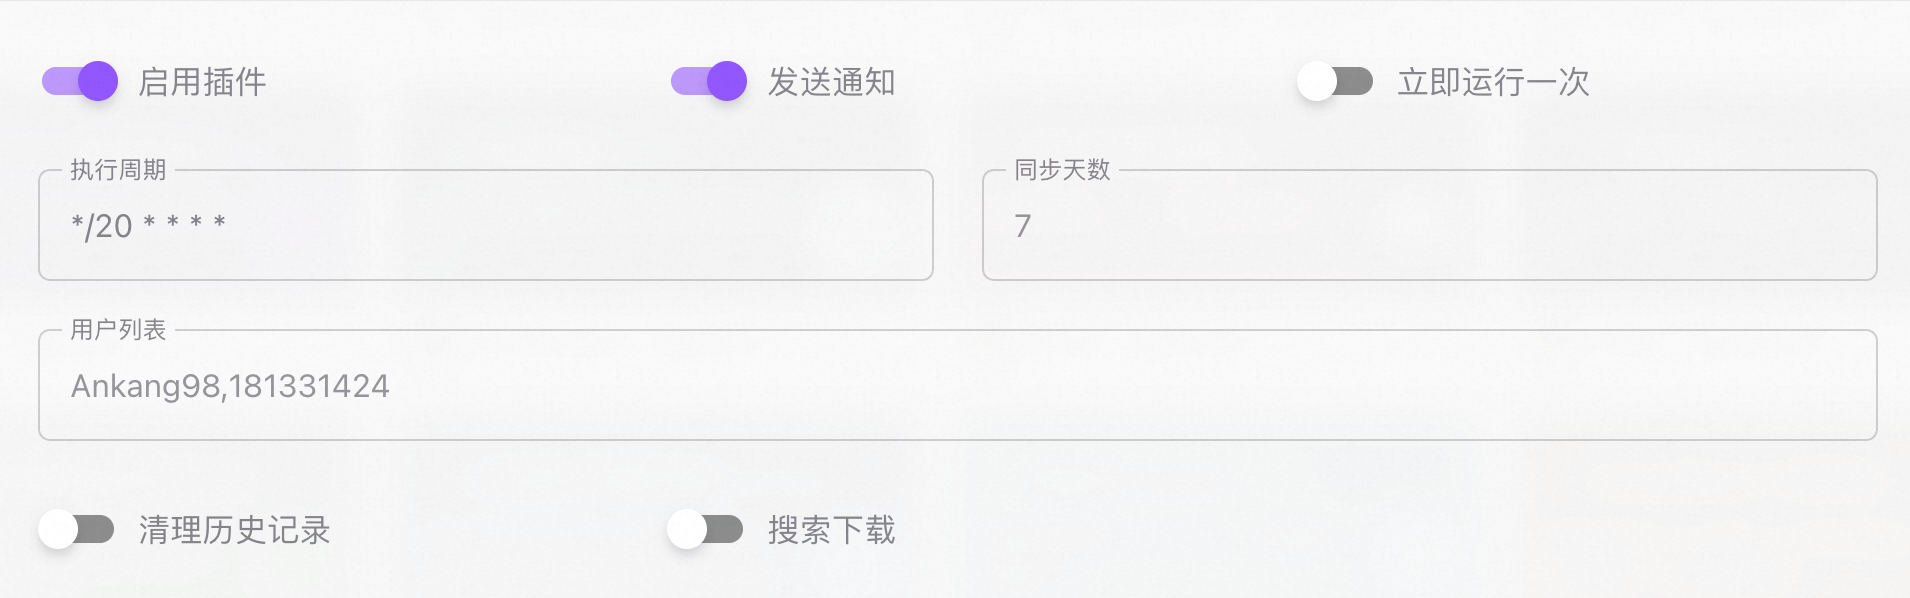 启用插件
发送通知
立即运行一次
执行周期
同步天数
*/20 * * * *
7
用户列表
Ankang98,181331424
清理历史记录
搜索下载